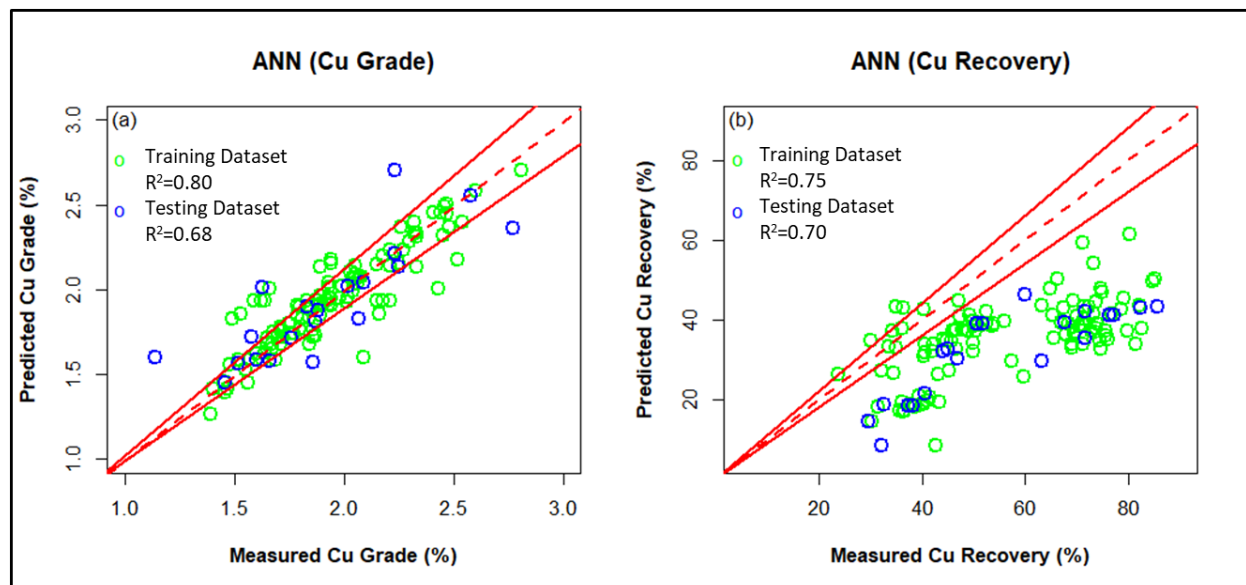 ANN (Cu Grade)
(a)
o Training Dataset
R²=0.80
o Testing Dataset
R²=0.68
Predicted Cu Grade (%)
3.0
2.5
2.0
1.5
1.0
1.0 1.5 2.0 2.5 3.0
Measured Cu Grade (%)
ANN (Cu Recovery)
(b)
o Training Dataset
R²=0.75
o Testing Dataset
R²=0.70
Predicted Cu Recovery (%)
80
60
40
20
20 40 60 80
Measured Cu Recovery (%)